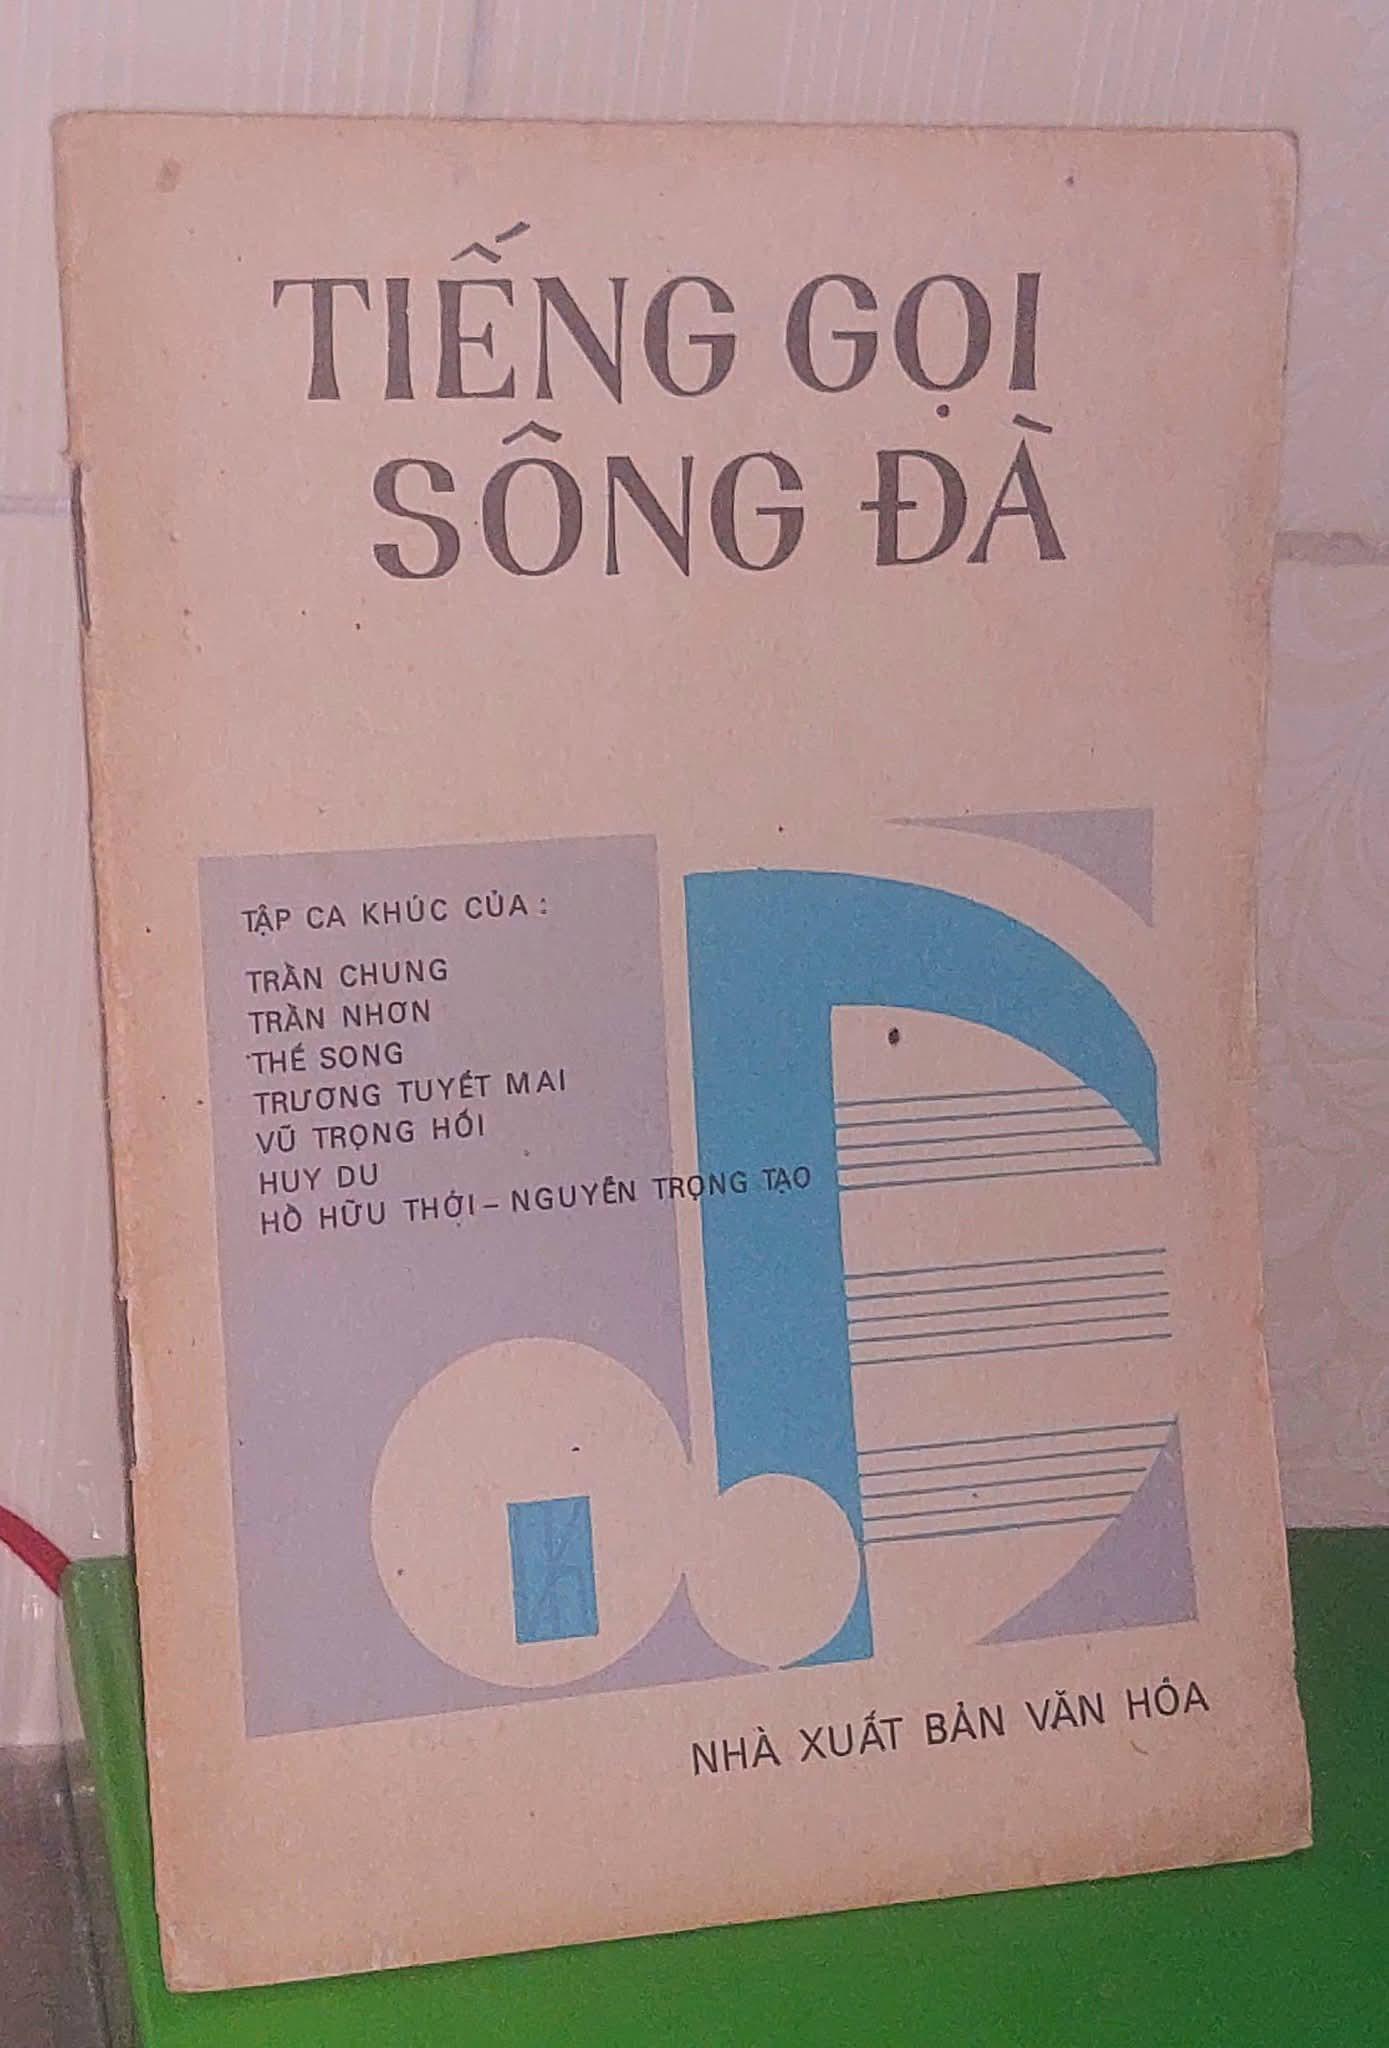 TIẾNG GỌI
SÔNG ĐÀ
TẬP CA KHÚC CỦA:
TRẦN CHUNG
TRẦN NHƠN
THẾ SONG
TRƯƠNG TUYẾT MAI
VŨ TRỌNG HỐI
HUY DU
HỒ HỮU THỚI – NGUYỄN TRỌNG TẠO
NHÀ XUẤT BẢN VĂN HÓA